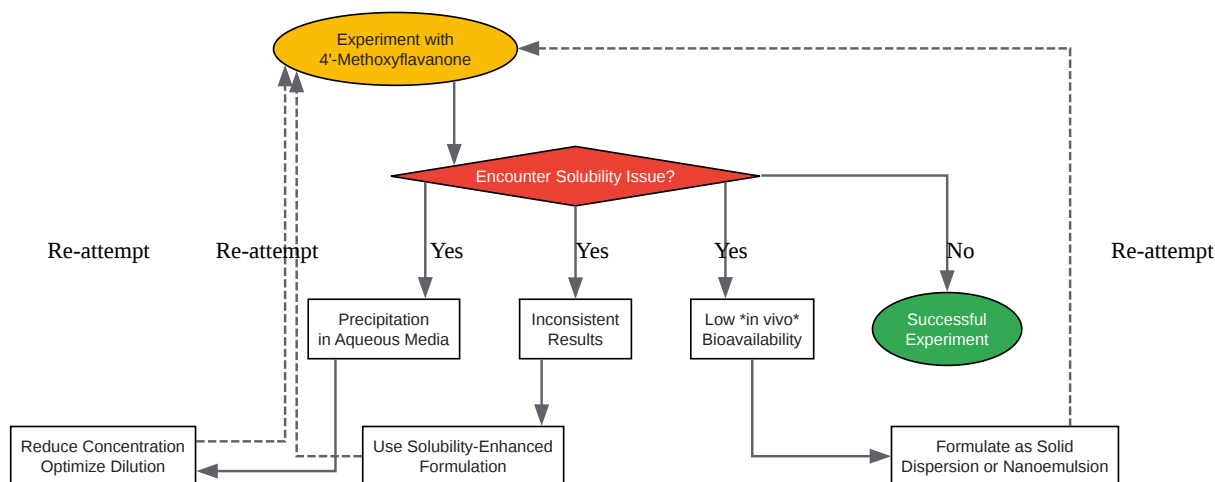 Experiment with
4'-Methoxyflavanone
Encounter Solubility Issue?
Re-attempt
Re-attempt
Yes
Yes
Yes
No
Re-attempt
Precipitation
in Aqueous Media
Inconsistent
Results
Low *in vivo*
Bioavailability
Successful
Experiment
Reduce Concentration
Optimize Dilution
Use Solubility-Enhanced
Formulation
Formulate as Solid
Dispersion or Nanoemulsion